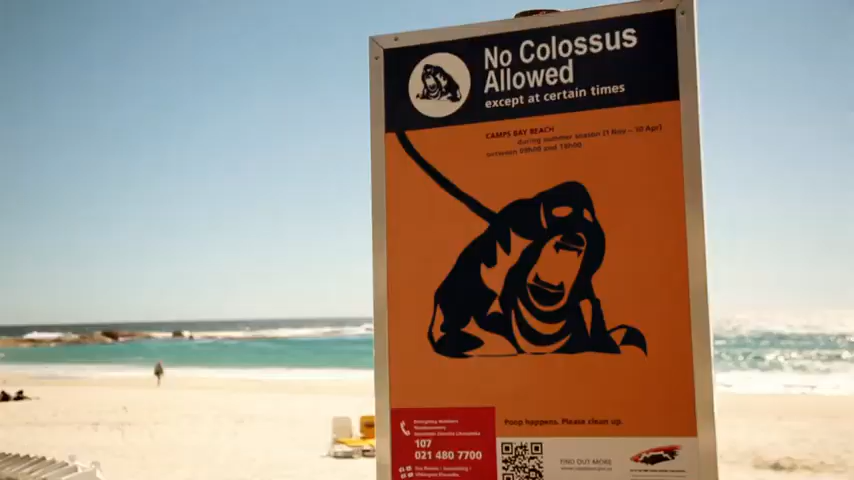 No Colossus
Allowed
except at certain times
CAMPS BAY BEACH
during summer season (1 Nov – 30 Apr)
between 09h00 and
107
021 480 7700
Poop happens. Please clean up.
FIND OUT MORE